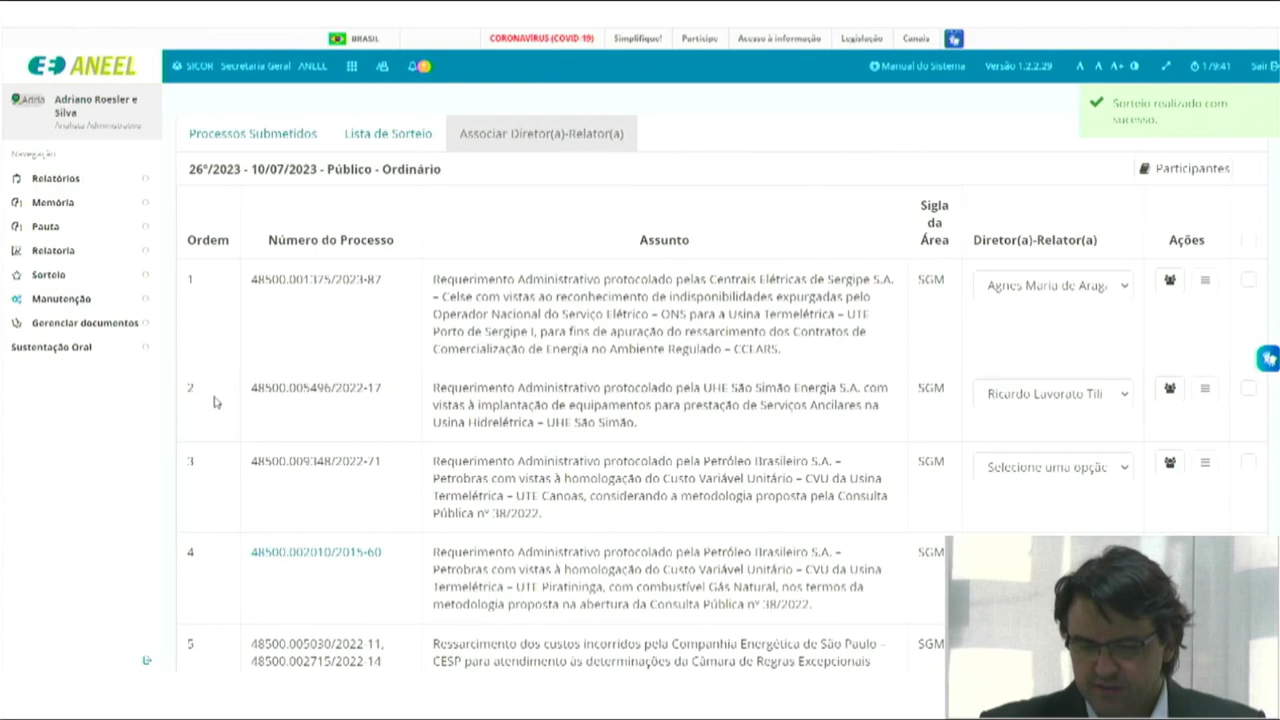 BRASIL
CORONAVÍRUS (COVID 19)
Simplifique!
Participe
Acesso à informação
Legislação
Canais
ANEEL
SICOR Secretaria Geral ANEEL
Manual do Sistema
Versão 1.2.2.29
A A A+
Sair
Adriano Roesler e
Silva
Analista Administrativo
Sorteio realizado com
sucesso.
Navegação
Relatórios
Memória
Pauta
Relatoria
Sorteio
Manutenção
Gerenciar documentos
Sustentação Oral
Processos Submetidos
Lista de Sorteio
Associar Diretor(a)-Relator(a)
26ª/2023 - 10/07/2023 - Público - Ordinário
Participantes
Ordem
Número do Processo
Assunto
Sigla
da
Área
Diretor(a)-Relator(a)
Ações
1
48500.001375/2023-87
Requerimento Administrativo protocolado pelas Centrais Elétricas de Sergipe S.A.
– Celse com vistas ao reconhecimento de indisponibilidades expurgadas pelo
Operador Nacional do Serviço Elétrico – ONS para a Usina Termelétrica – UTE
Porto de Sergipe I, para fins de apuração do ressarcimento dos Contratos de
Comercialização de Energia no Ambiente Regulado – CCEARS.
SGM
Agnes Maria de Arag
2
48500.005496/2022-17
Requerimento Administrativo protocolado pela UHE São Simão Energia S.A. com
vistas à implantação de equipamentos para prestação de Serviços Ancilares na
Usina Hidrelétrica – UHE São Simão.
SGM
Ricardo Lavorato Tili
3
48500.009348/2022-71
Requerimento Administrativo protocolado pela Petróleo Brasileiro S.A. –
Petrobras com vistas à homologação do Custo Variável Unitário – CVU da Usina
Termelétrica – UTE Canoas, considerando a metodologia proposta pela Consulta
Pública nº 38/2022.
SGM
Selecione uma opção
4
48500.002010/2015-60
Requerimento Administrativo protocolado pela Petróleo Brasileiro S.A. –
Petrobras com vistas à homologação do Custo Variável Unitário – CVU da Usina
Termelétrica – UTE Piratininga, com combustível Gás Natural, nos termos da
metodologia proposta na abertura da Consulta Pública nº 38/2022.
SGM
5
48500.005030/2022-11,
48500.002715/2022-14
Ressarcimento dos custos incorridos pela Companhia Energética de São Paulo –
CESP para atendimento às determinações da Câmara de Regras Excepcionais
SGM